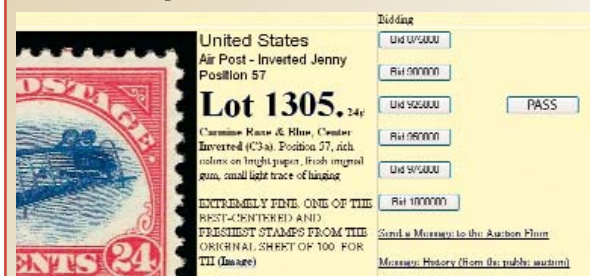 POSTAGE
CENTS 24
United States
Air Post - Inverted Jenny
Position 57
Lot 1305. 24¢
Carmine Rose & Blue, Center
Inverted (C3a). Position 57, rich
colors on bright paper, fresh original
gum, small light trace of hinging
EXTREMELY FINE. ONE OF THE
BEST-CENTERED AND
FRESHEST STAMPS FROM THE
ORIGINAL SHEET OF 100 FOR
TH (Image)
Bidding
Bid 875000
Bid 900000
Bid 925000
Bid 950000
Bid 975000
Bid 1000000
PASS
Send a Message to the Auction Floor
Message History (from the public auction)